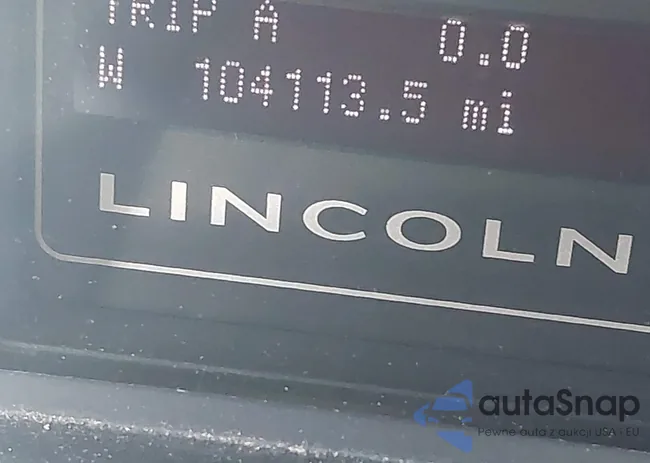 TRIP A 0.0
W 104113.5 mi
LINCOLN
autaSnap
Pewne auta z aukcji USA - EU